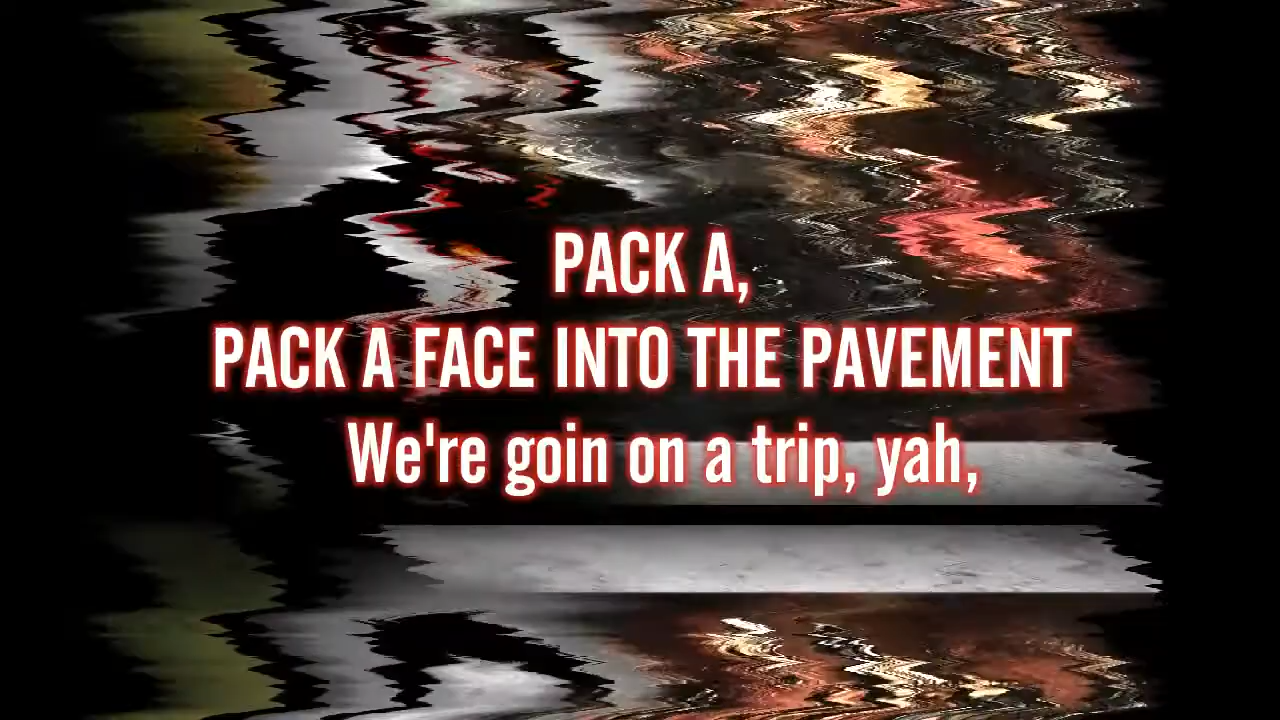 PACK A,
PACK A FACE INTO THE PAVEMENT
We're goin on a trip, yah,